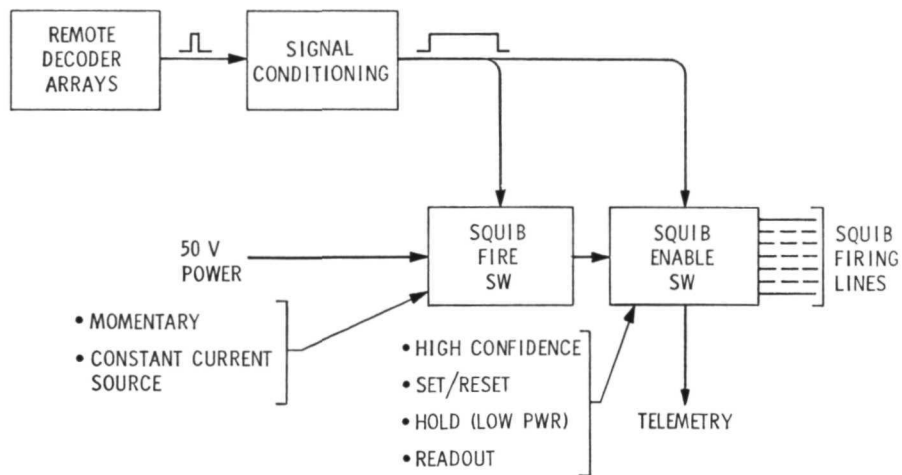 REMOTE
DECODER
ARRAYS
SIGNAL
CONDITIONING
50 V
POWER
SQUIB
FIRE
SW
SQUIB
ENABLE
SW
SQUIB
FIRING
LINES
• MOMENTARY
• CONSTANT CURRENT
SOURCE
• HIGH CONFIDENCE
• SET/RESET
• HOLD (LOW PWR)
• READOUT
TELEMETRY